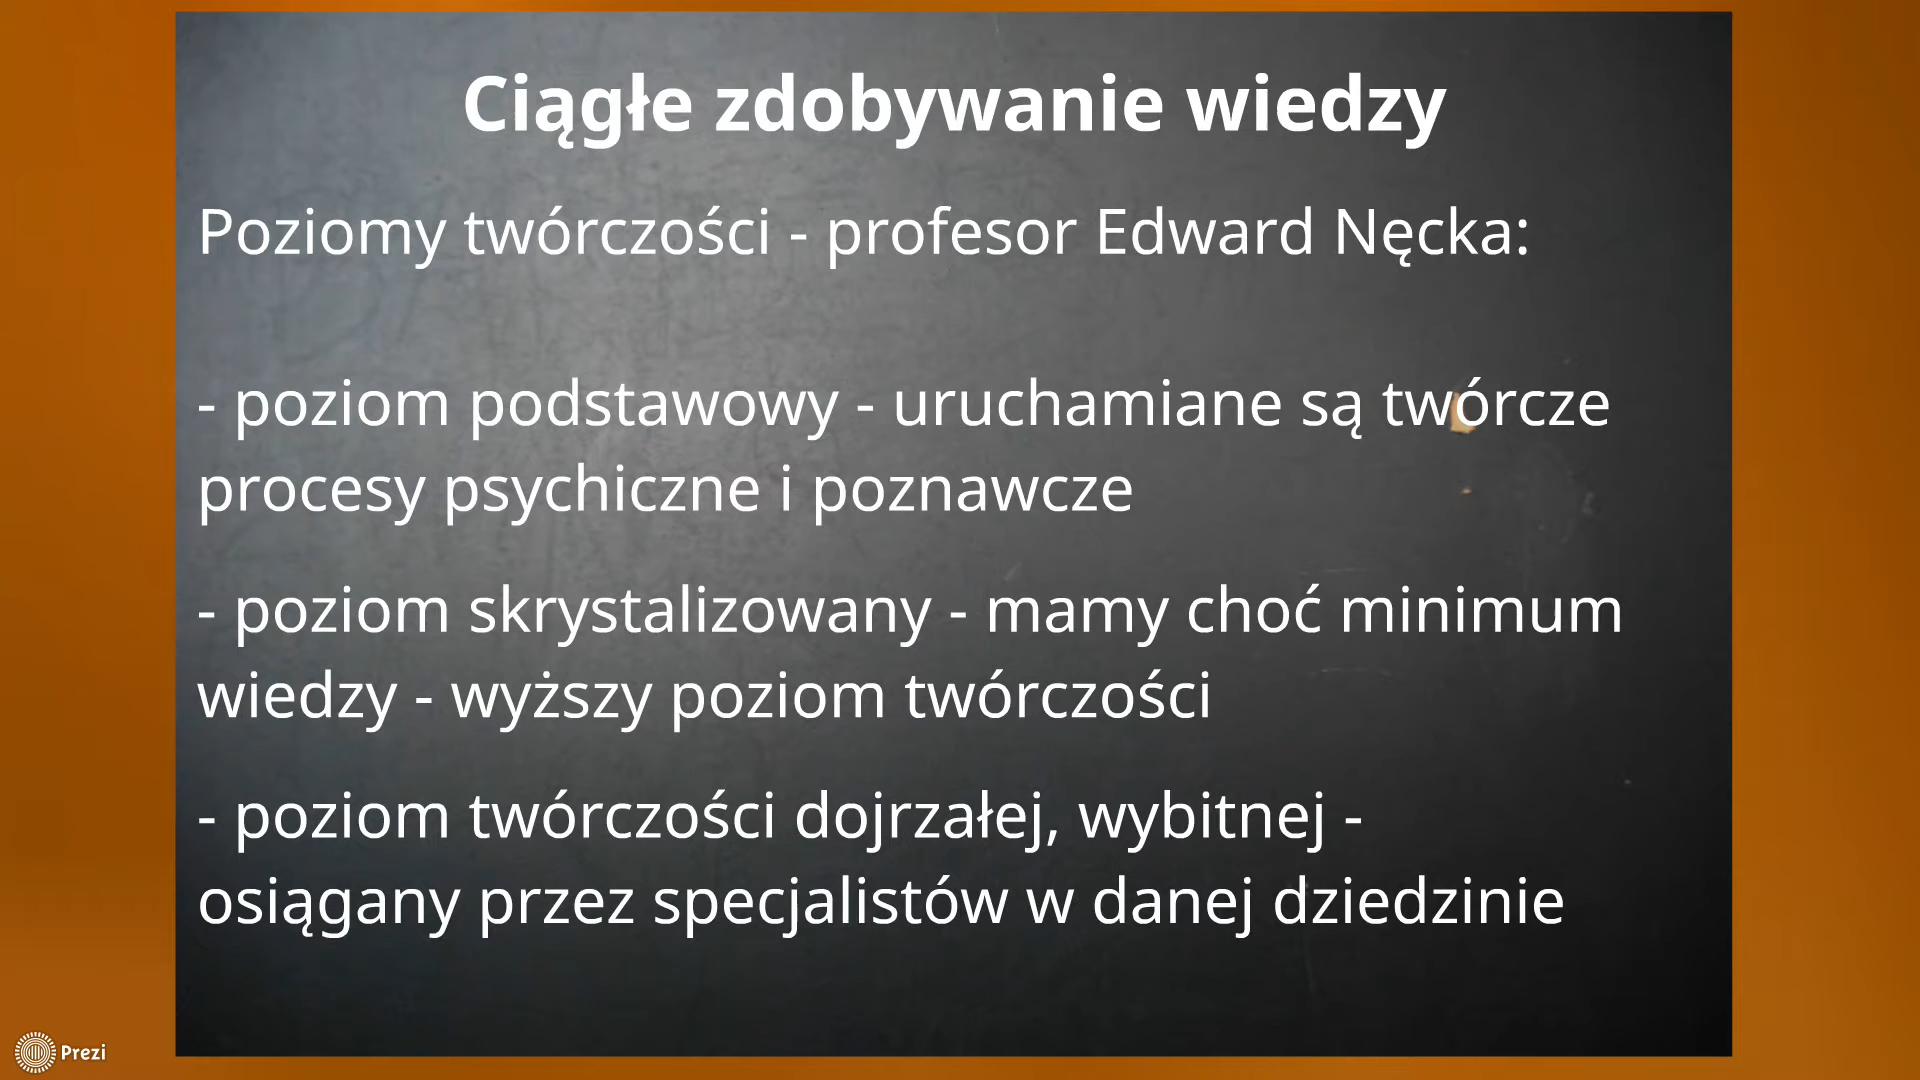 Ciągłe zdobywanie wiedzy
Poziomy twórczości - profesor Edward Nęcka:
- poziom podstawowy - uruchamiane są twórcze
procesy psychiczne i poznawcze
- poziom skrystalizowany - mamy choć minimum
wiedzy - wyższy poziom twórczości
- poziom twórczości dojrzałej, wybitnej -
osiągany przez specjalistów w danej dziedzinie
Prezi